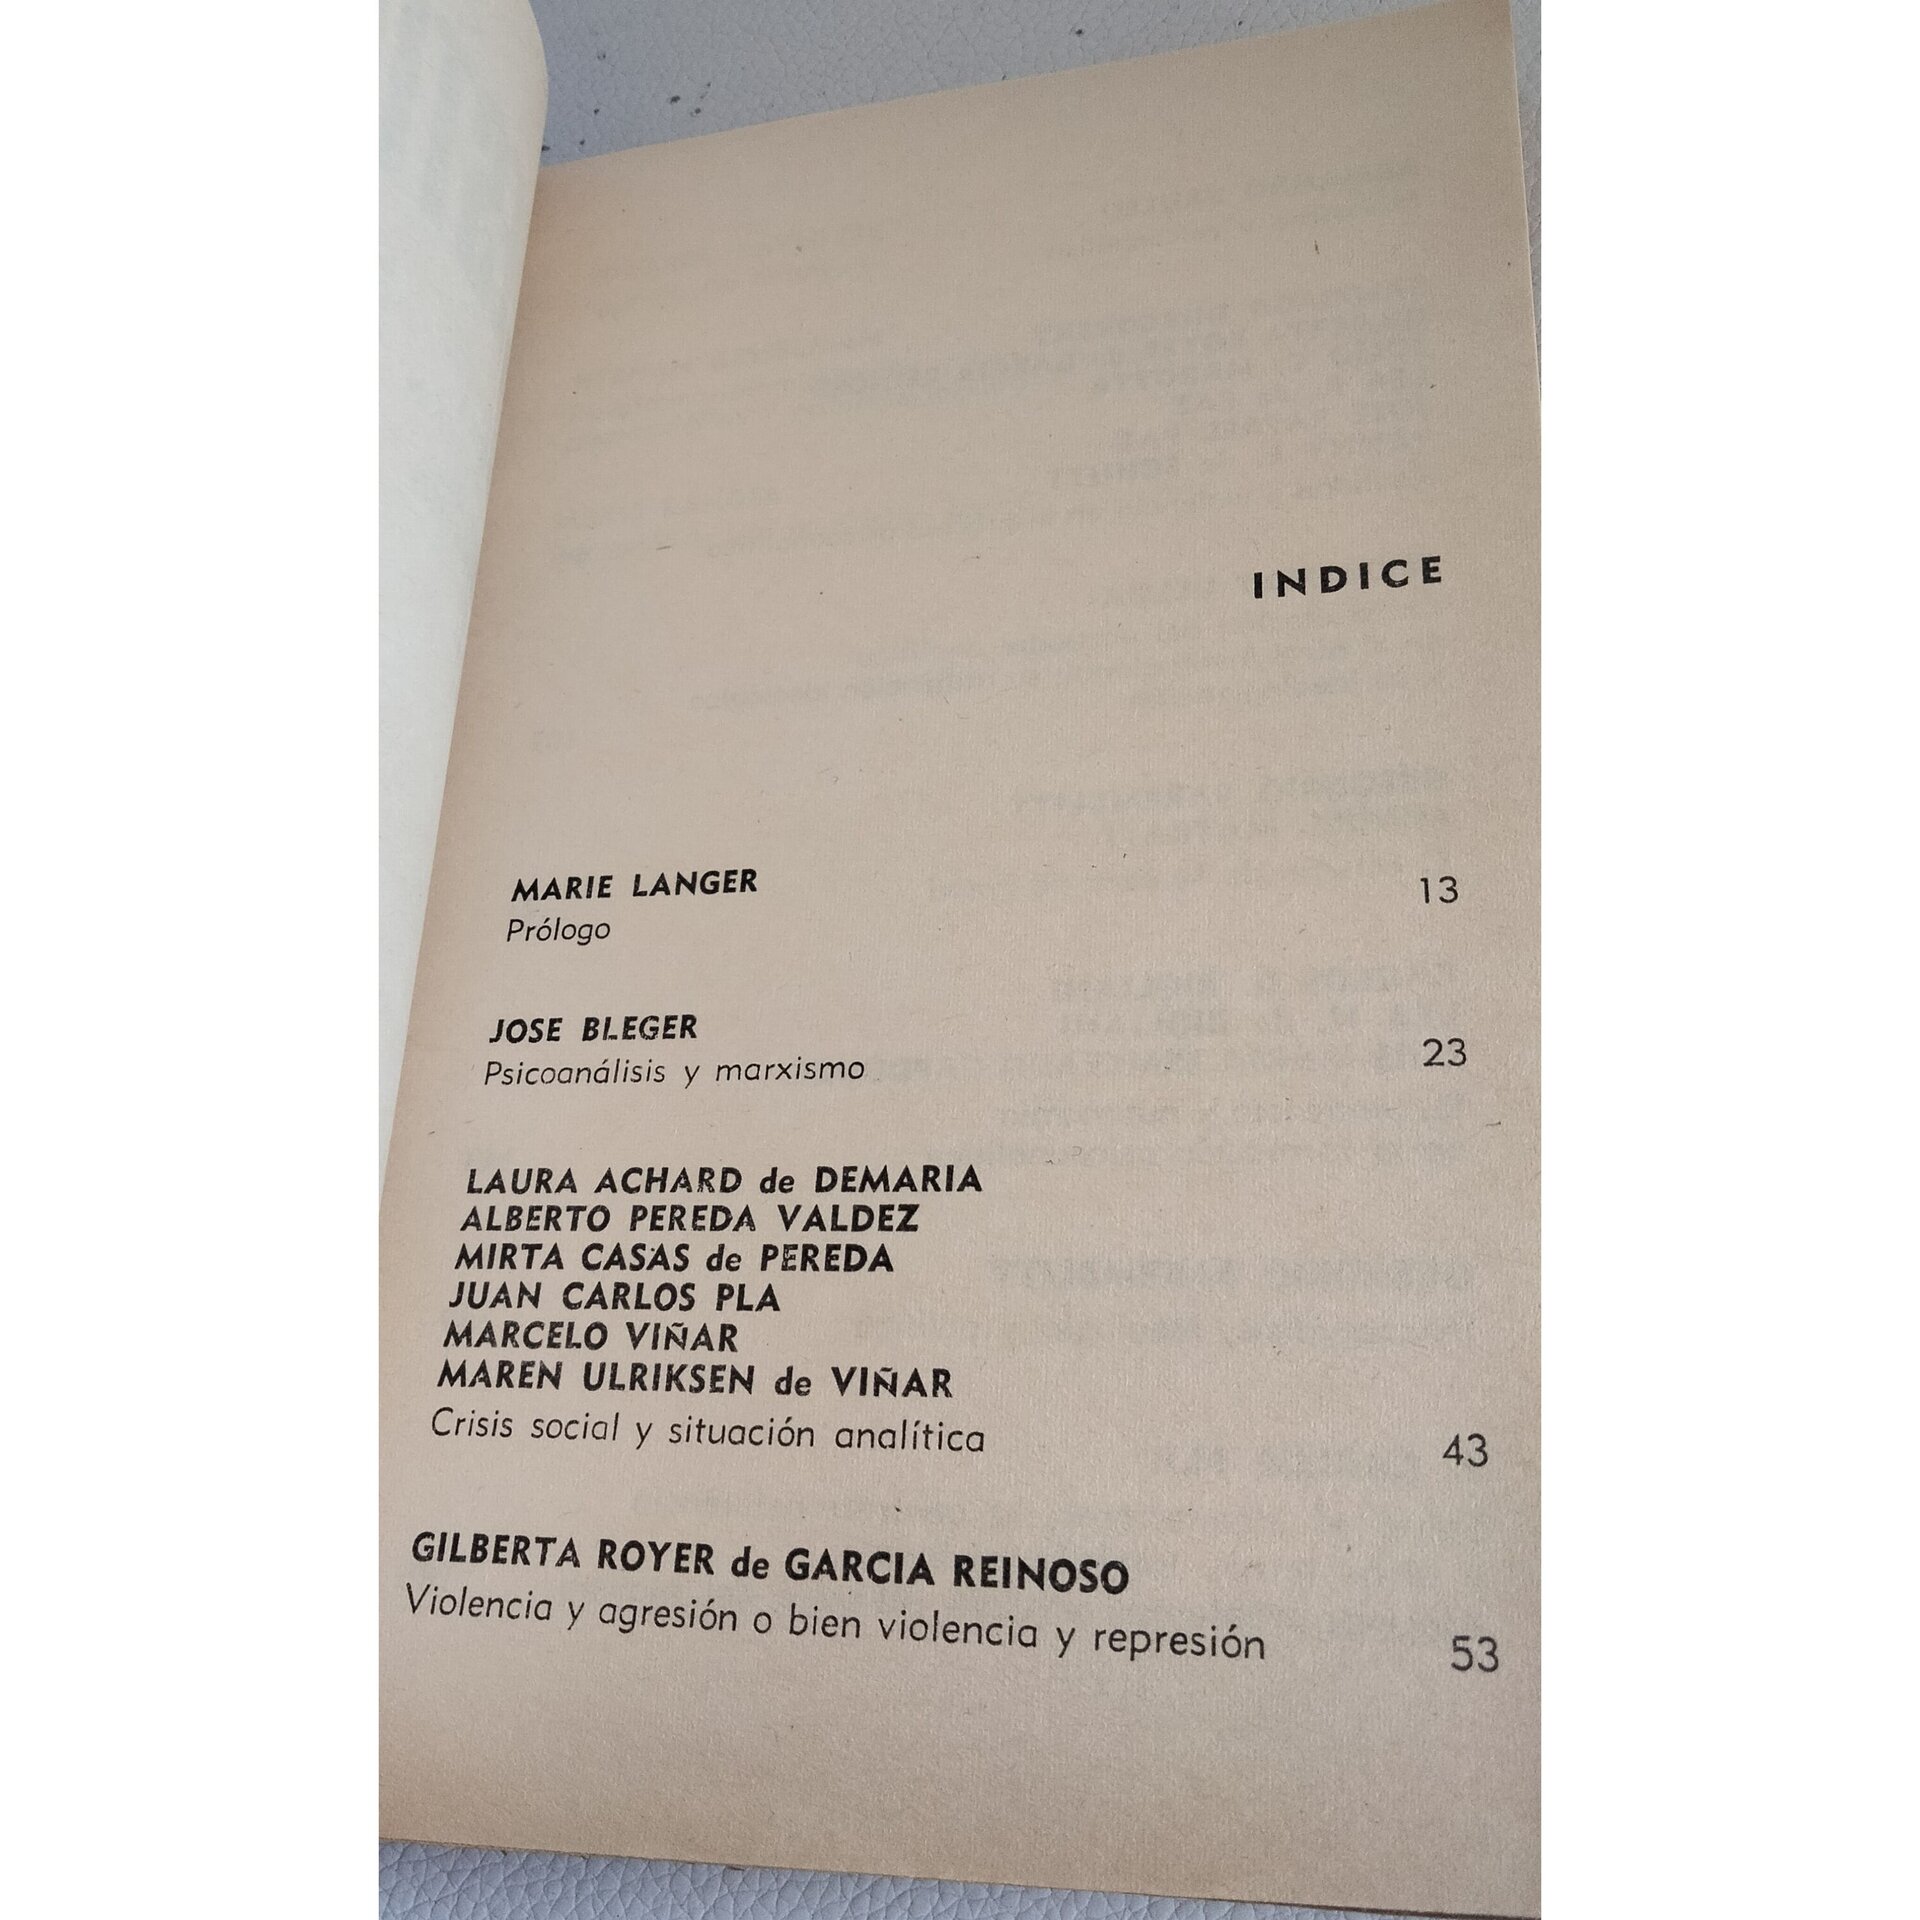 INDICE
MARIE LANGER
Prólogo
13
JOSE BLEGER
Psicoanálisis y marxismo
23
LAURA ACHARD de DEMARIA
ALBERTO PEREDA VALDEZ
MIRTA CASAS de PEREDA
JUAN CARLOS PLA
MARCELO VIÑAR
MAREN ULRIKSEN de VIÑAR
Crisis social y situación analítica
43
GILBERTA ROYER de GARCIA REINOSO
Violencia y agresión o bien violencia y represión
53